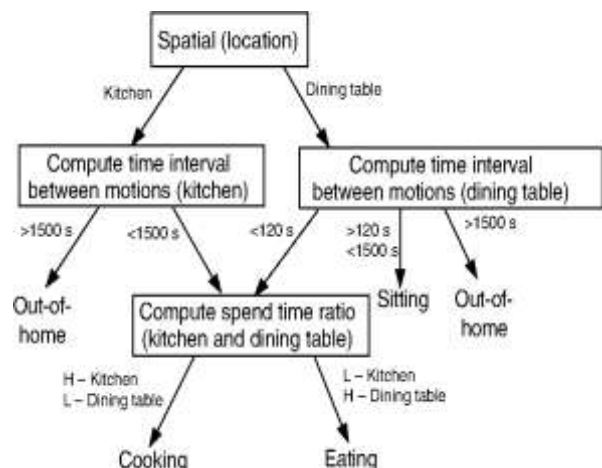 Spatial (location)
Kitchen
Dining table
Compute time interval
between motions (kitchen)
Compute time interval
between motions (dining table)
>1500 s
<1500 s
<120 s
>120 s
<1500 s
>1500 s
Out-of-
home
Compute spend time ratio
(kitchen and dining table)
Sitting
Out-of-
home
H – Kitchen
L – Dining table
L – Kitchen
H – Dining table
Cooking
Eating